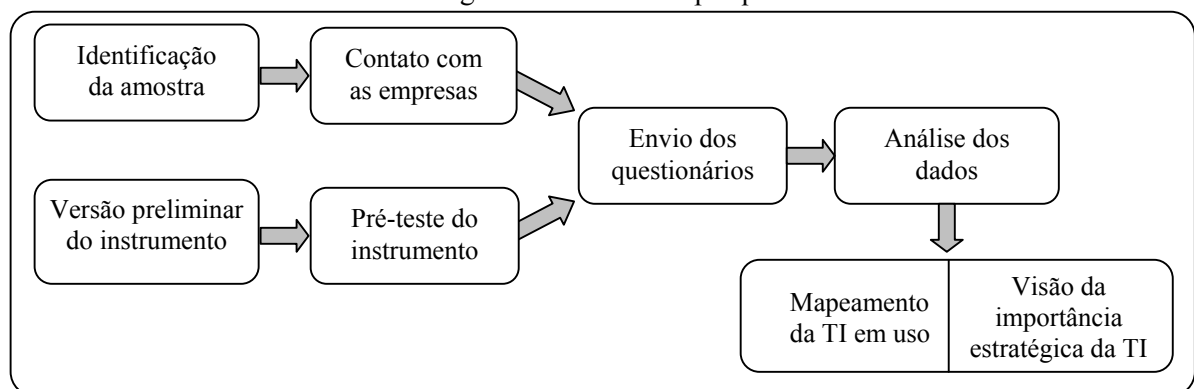 Identificação
da amostra
Contato com
as empresas
Versão preliminar
do instrumento
Pré-teste do
instrumento
Envio dos
questionários
Análise dos
dados
Mapeamento
da TI em uso
Visão da
importância
estratégica da TI